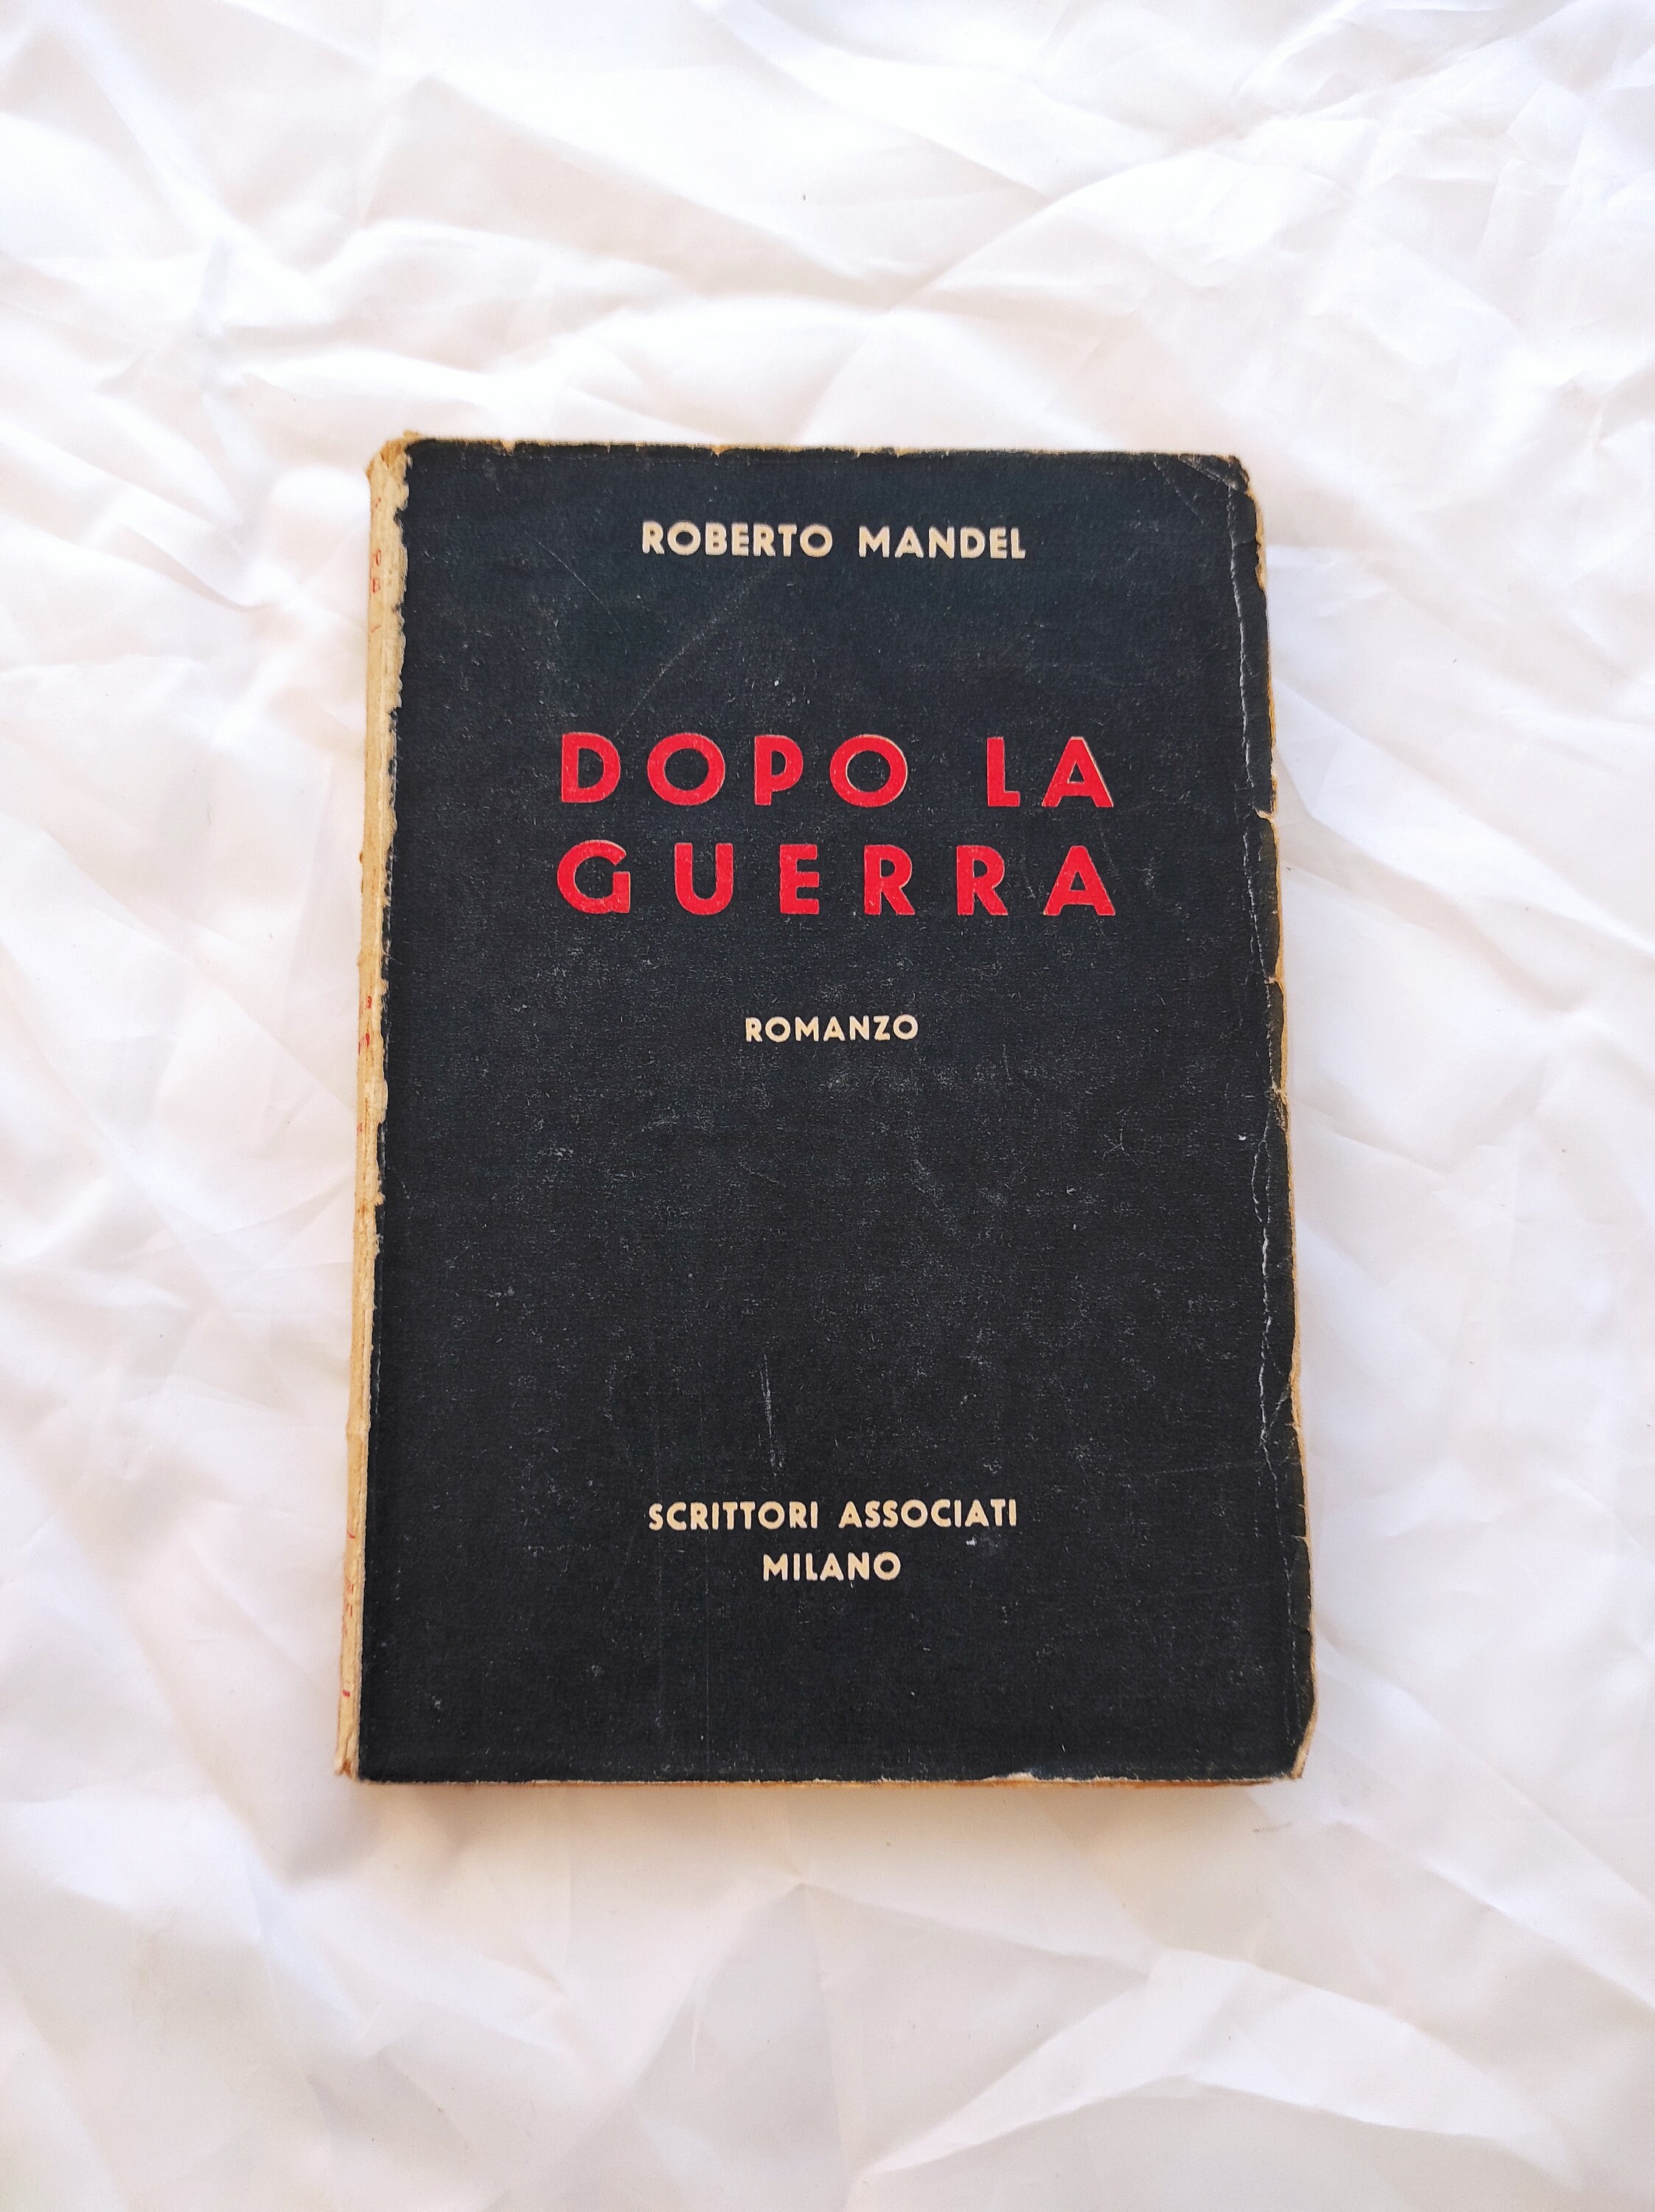 ROBERTO MANDEL
DOPO LA
GUERRA
ROMANZO
SCRITTORI ASSOCIATI
MILANO